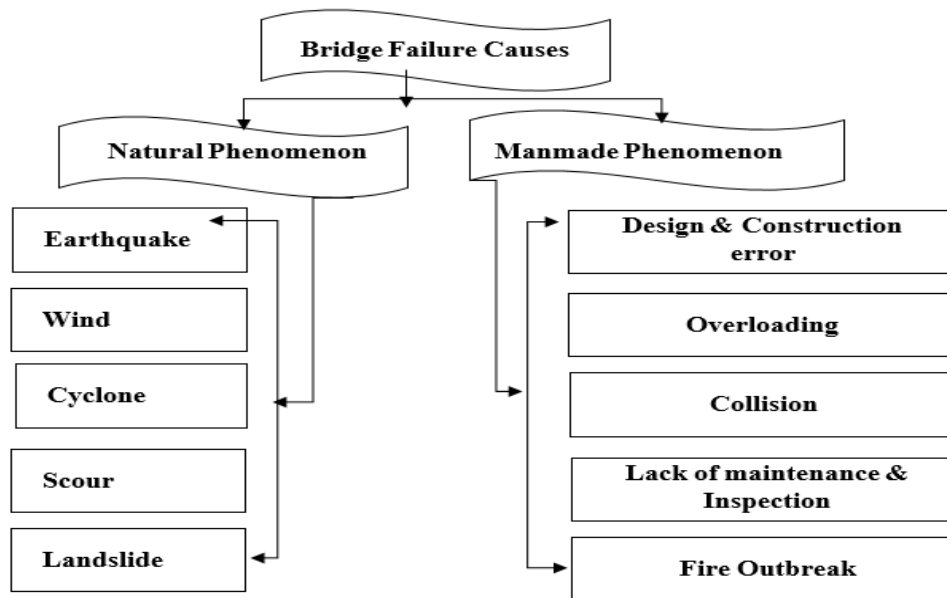 Bridge Failure Causes
Natural Phenomenon
Manmade Phenomenon
Earthquake
Wind
Cyclone
Scour
Landslide
Design & Construction
error
Overloading
Collision
Lack of maintenance &
Inspection
Fire Outbreak